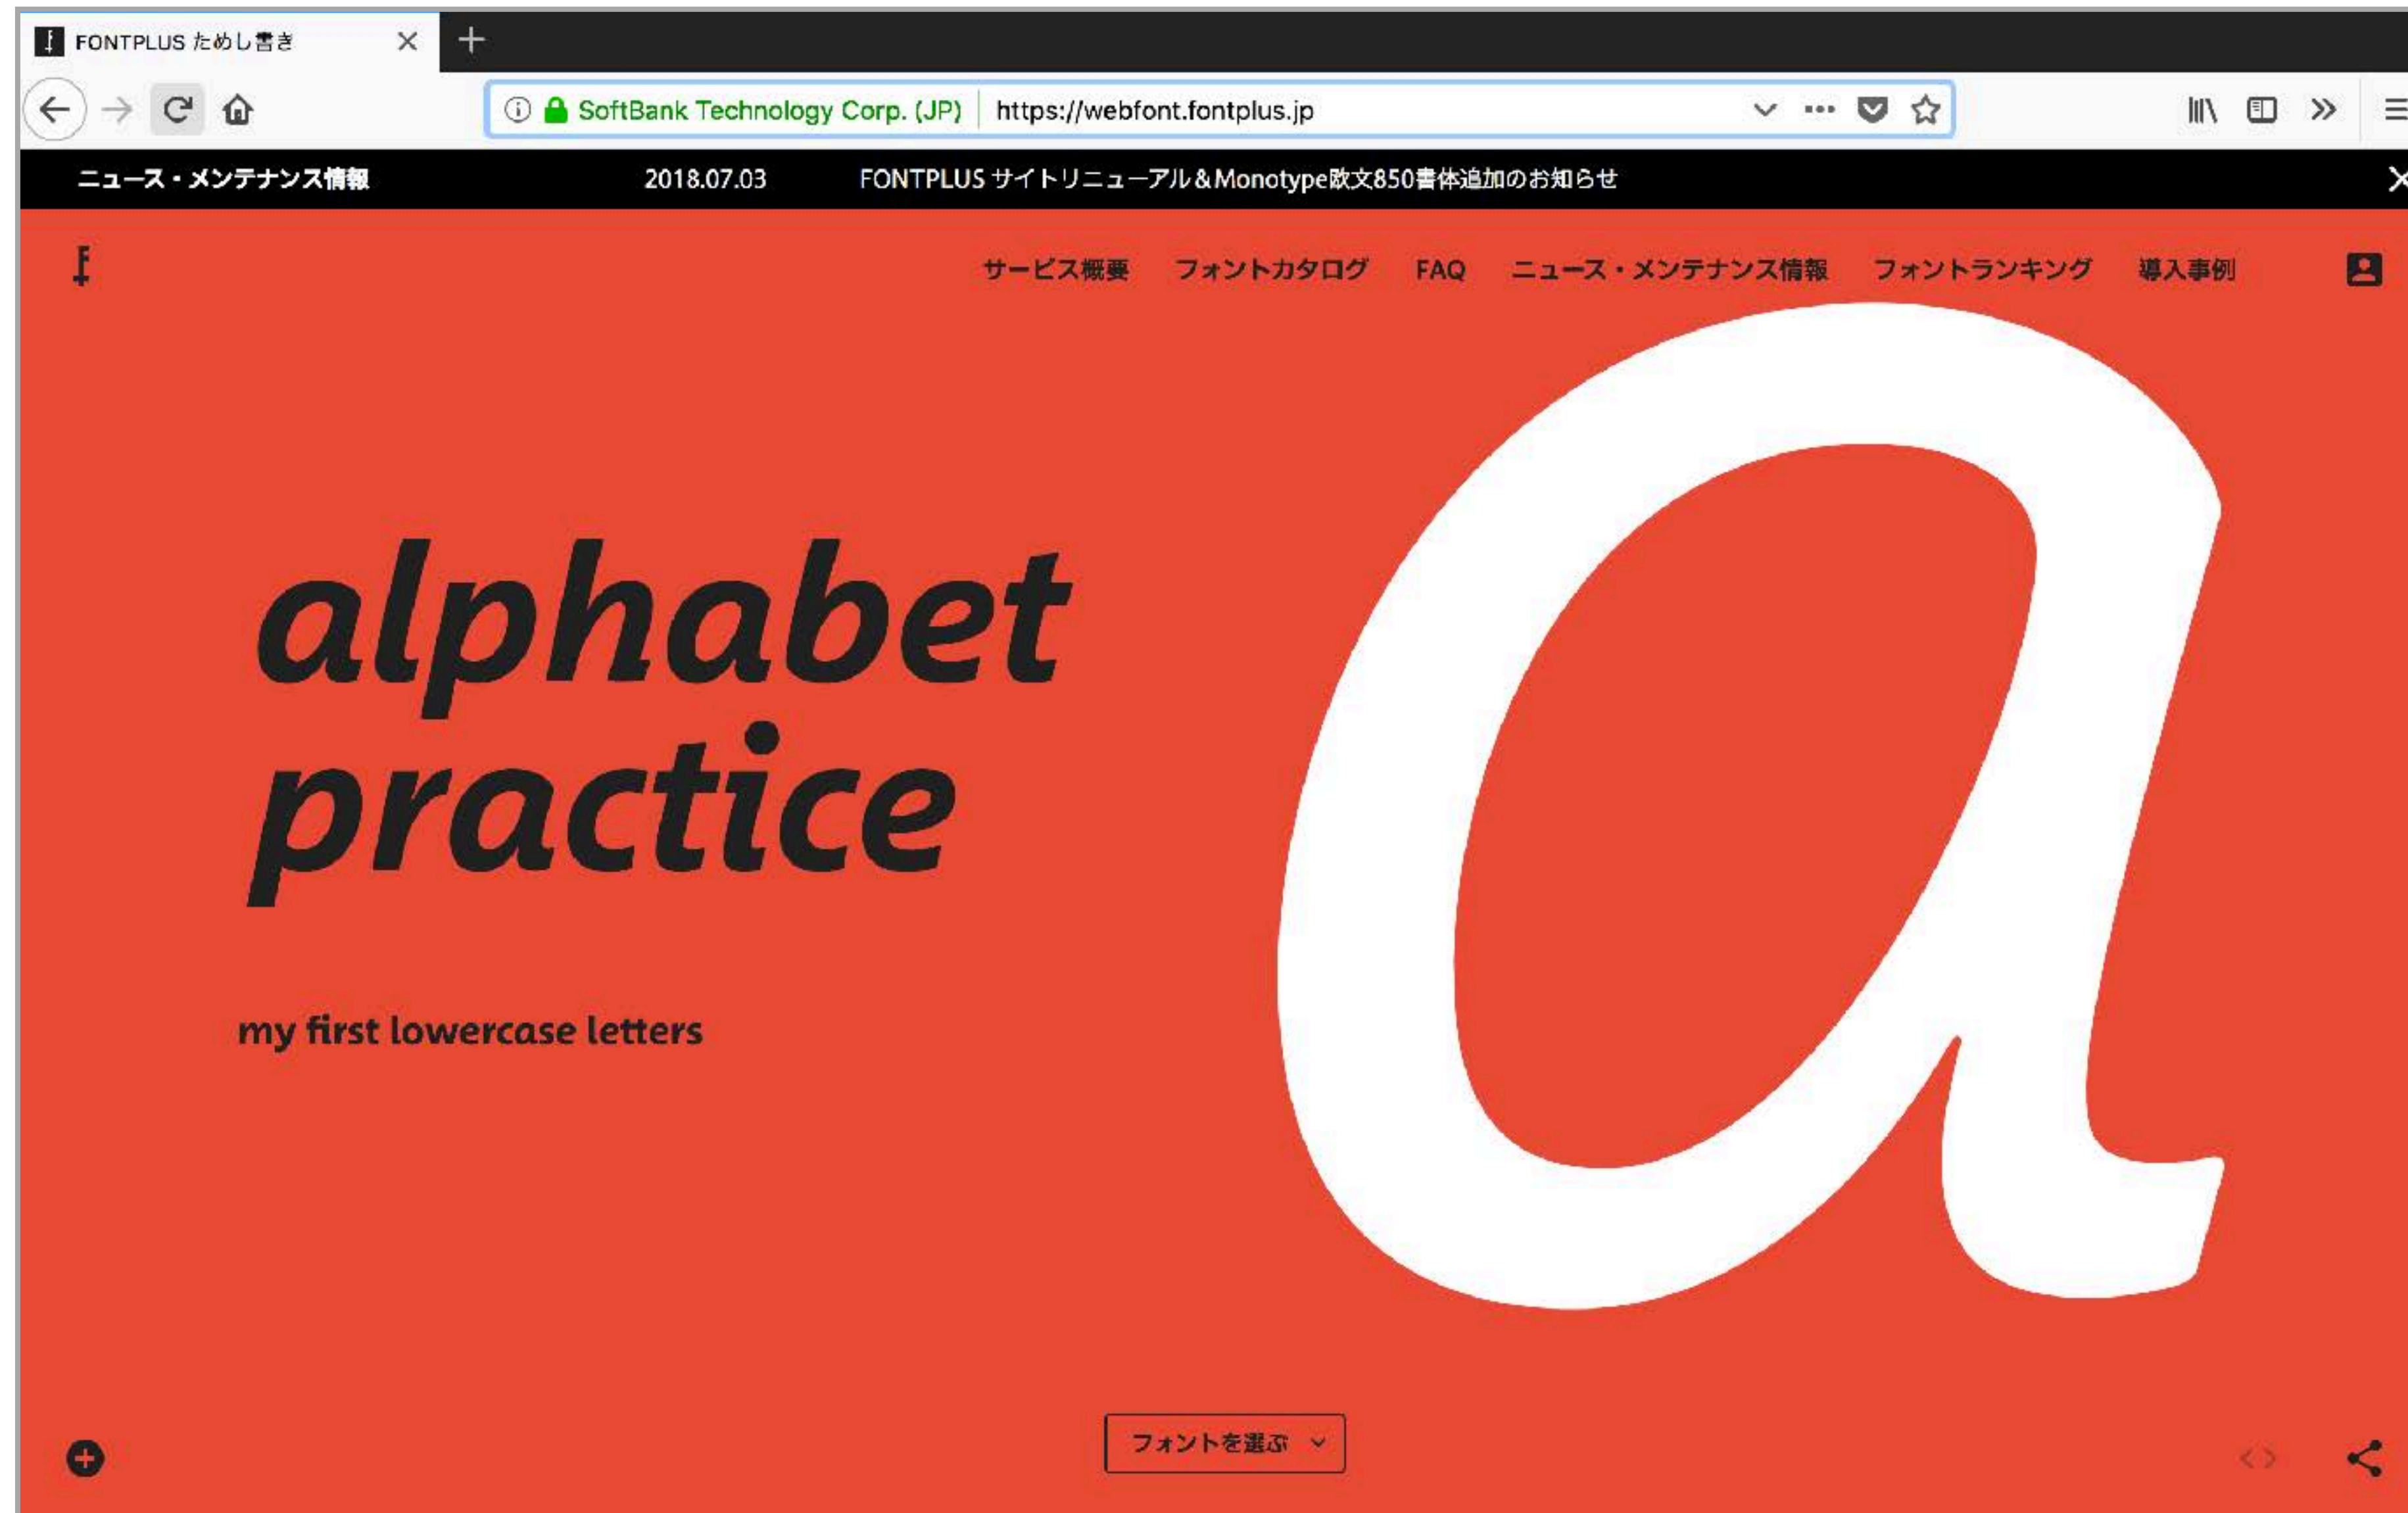 FONTPLUS ためし書き
SoftBank Technology Corp. (JP) https://webfont.fontplus.jp
ニュース・メンテナンス情報 2018.07.03 FONTPLUS サイトリニューアル＆Monotype欧文850書体追加のお知らせ
サービス概要 フォントカタログ FAQ ニュース・メンテナンス情報 フォントランキング 導入事例
a
alphabet
practice
my first lowercase letters
フォントを選ぶ